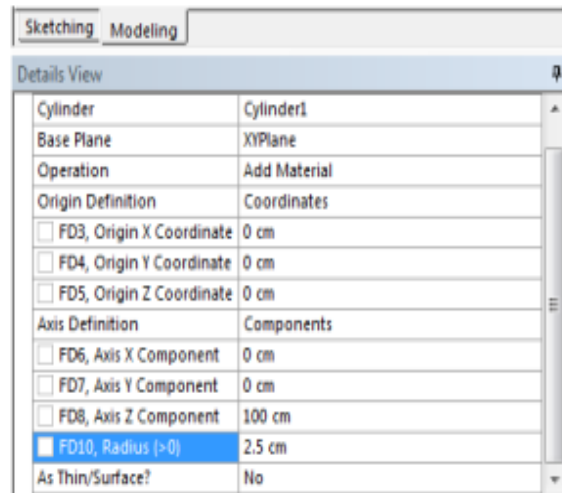 Sketching Modeling
Details View
Cylinder Cylinder1
Base Plane XYPlane
Operation Add Material
Origin Definition Coordinates
FD3, Origin X Coordinate 0 cm
FD4, Origin Y Coordinate 0 cm
FD5, Origin Z Coordinate 0 cm
Axis Definition Components
FD6, Axis X Component 0 cm
FD7, Axis Y Component 0 cm
FD8, Axis Z Component 100 cm
FD10, Radius (>0) 2.5 cm
As Thin/Surface? No